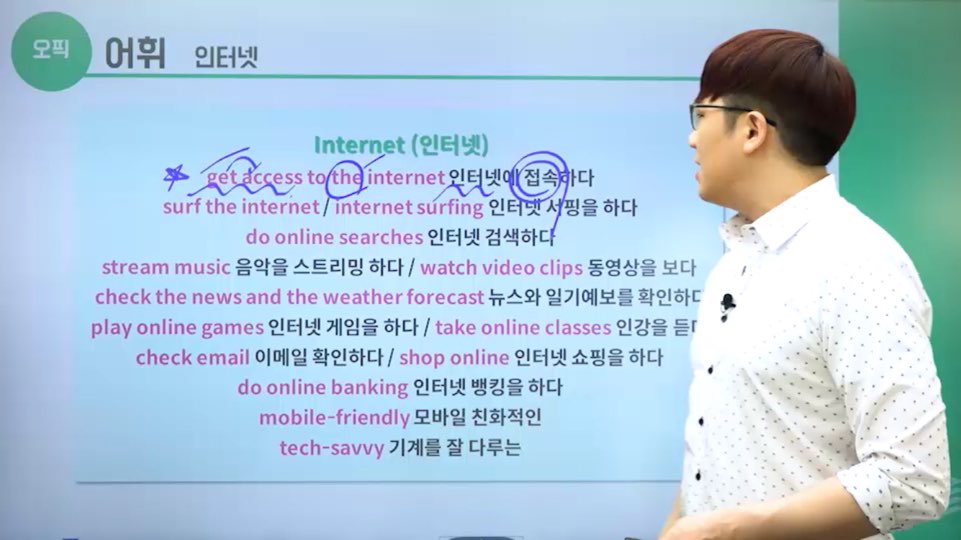 오픽 어휘 인터넷
Internet (인터넷)
get access to the internet 인터넷에 접속하다
surf the internet / internet surfing 인터넷 서핑을 하다
do online searches 인터넷 검색하다
stream music 음악을 스트리밍 하다 / watch video clips 동영상을 보다
check the news and the weather forecast 뉴스와 일기예보를 확인하다
play online games 인터넷 게임을 하다 / take online classes 인강을 듣다
check email 이메일 확인하다 / shop online 인터넷 쇼핑을 하다
do online banking 인터넷 뱅킹을 하다
mobile-friendly 모바일 친화적인
tech-savvy 기계를 잘 다루는